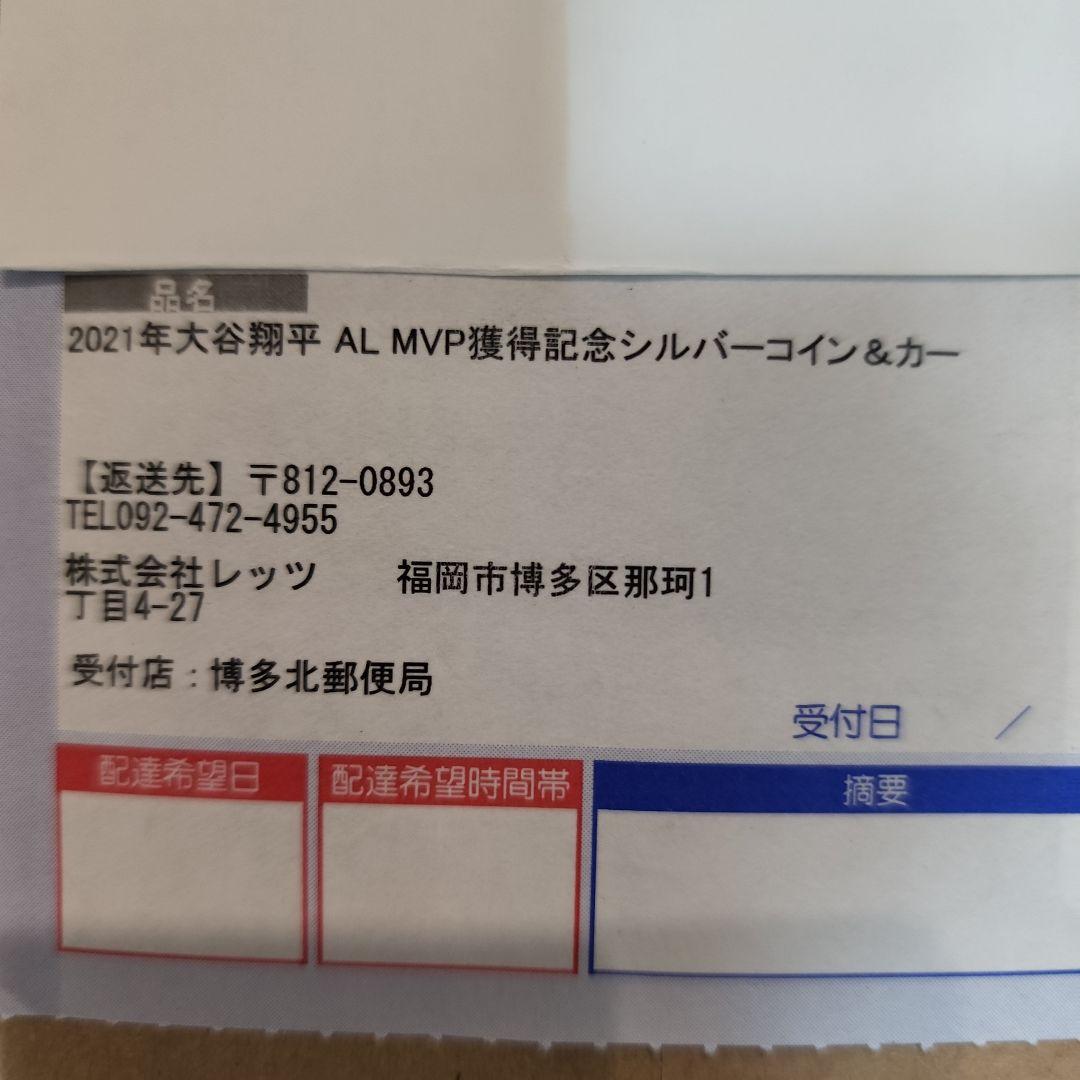 品名
2021年大谷翔平 AL MVP獲得記念シルバーコイン＆カー
【返送先】〒812-0893
TEL092-472-4955
株式会社レッツ　　福岡市博多区那珂1
丁目4-27
受付店：博多北郵便局
受付日　　／
配達希望日　配達希望時間帯　摘要